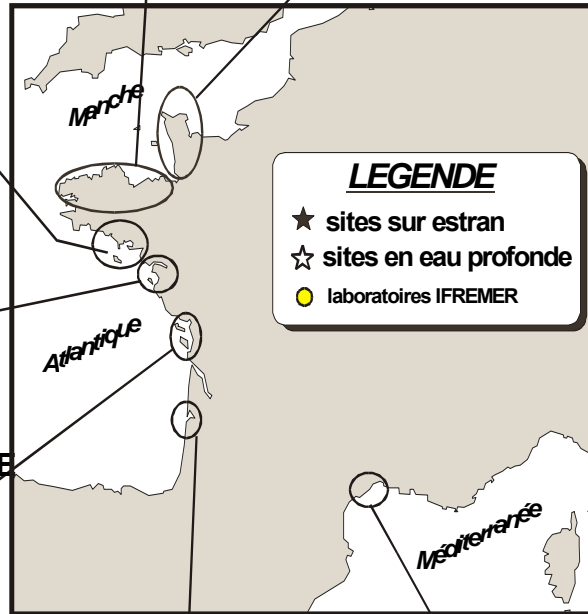 Manche
LEGENDE
sites sur estran
sites en eau profonde
laboratoires IFREMER
Atlantique
E
Méditerranée